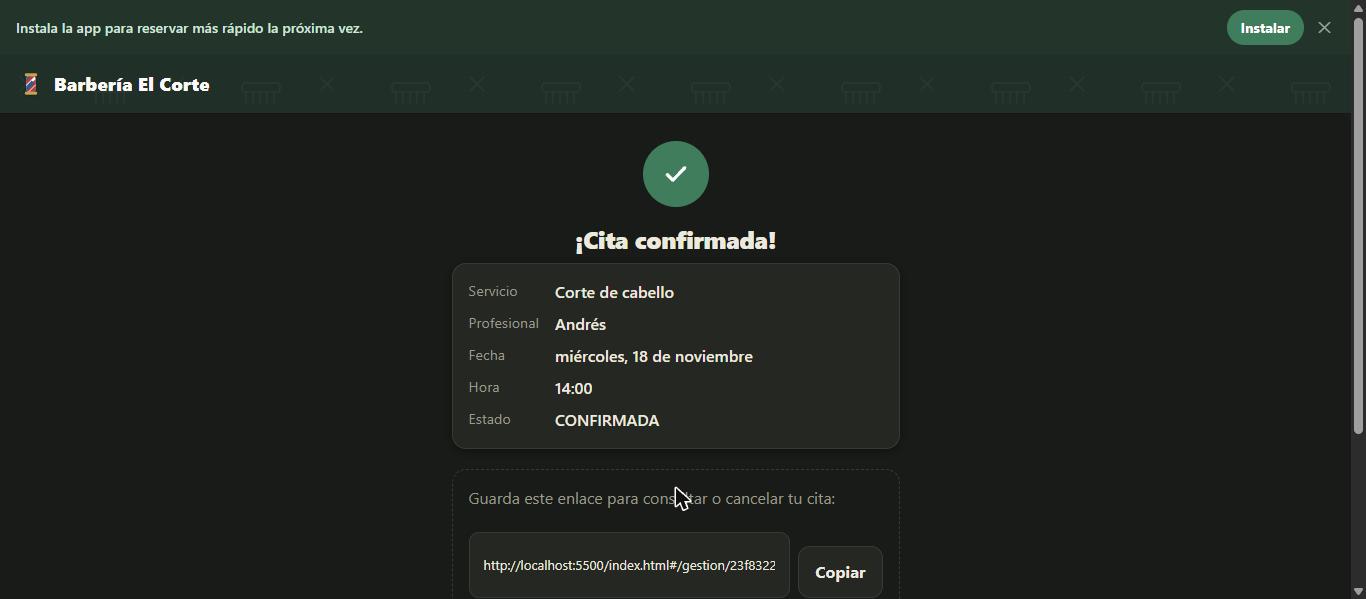 Instala la app para reservar más rápido la próxima vez.
Instalar
Barbería El Corte
¡Cita confirmada!
Servicio Corte de cabello
Profesional Andrés
Fecha miércoles, 18 de noviembre
Hora 14:00
Estado CONFIRMADA
Guarda este enlace para consultar o cancelar tu cita:
http://localhost:5500/index.html#/gestion/23f8322
Copiar